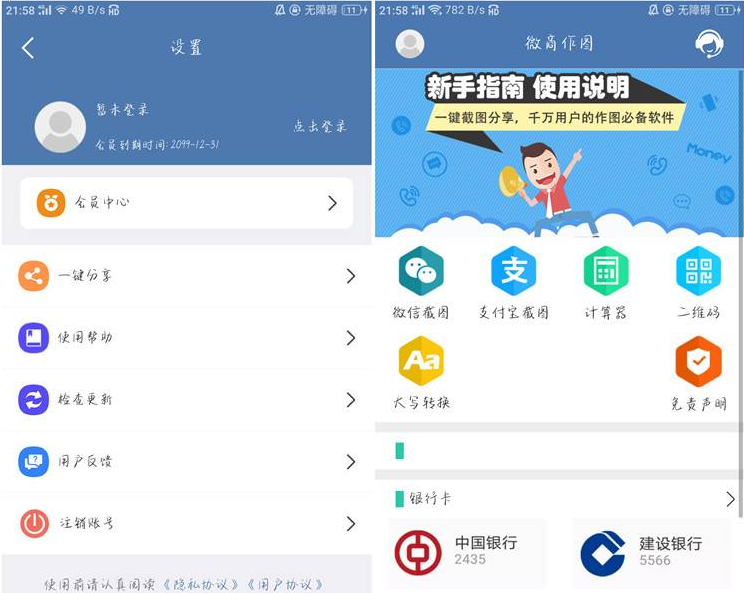 21:58 49 B/s 无障碍 11
设置
暂未登录
会员到期时间:2099-12-31
点击登录
会员中心
一键分享
使用帮助
检查更新
用户反馈
注销账号
使用前请认真阅读《隐私协议》《用户协议》
21:58 782 B/s 无障碍 11
微商作图
新手指南 使用说明
一键截图分享，千万用户的作图必备软件
Money
微信截图
支
支付宝截图
计算器
二维码
Aa
大写转换
免责声明
银行卡
中国银行
2435
建设银行
5566